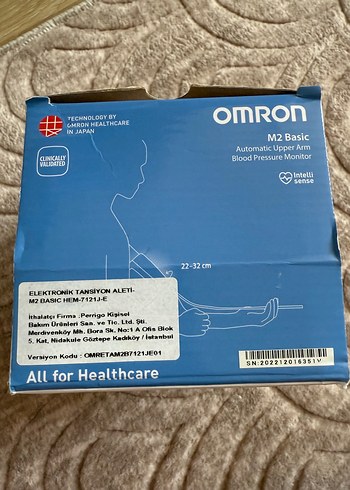 TECHNOLOGY BY
OMRON HEALTHCARE
IN JAPAN
OMRON
M2 Basic
Automatic Upper Arm
Blood Pressure Monitor
CLINICALLY
VALIDATED
Intelli
sense
22-32 cm
ELEKTRONİK TANSİYON ALETİ-
M2 BASIC HEM-7121J-E
İthalatçı Firma :Perrigo Kişisel
Bakım Ürünleri San. ve Tic. Ltd. Şti.
Merdivenköy Mh. Bora Sk. No:1 A Ofis Blok
5. Kat, Nidakule Göztepe Kadıköy / İstanbul
Versiyon Kodu : OMRETAM2B7121JE01
SN:202212016351V
All for Healthcare